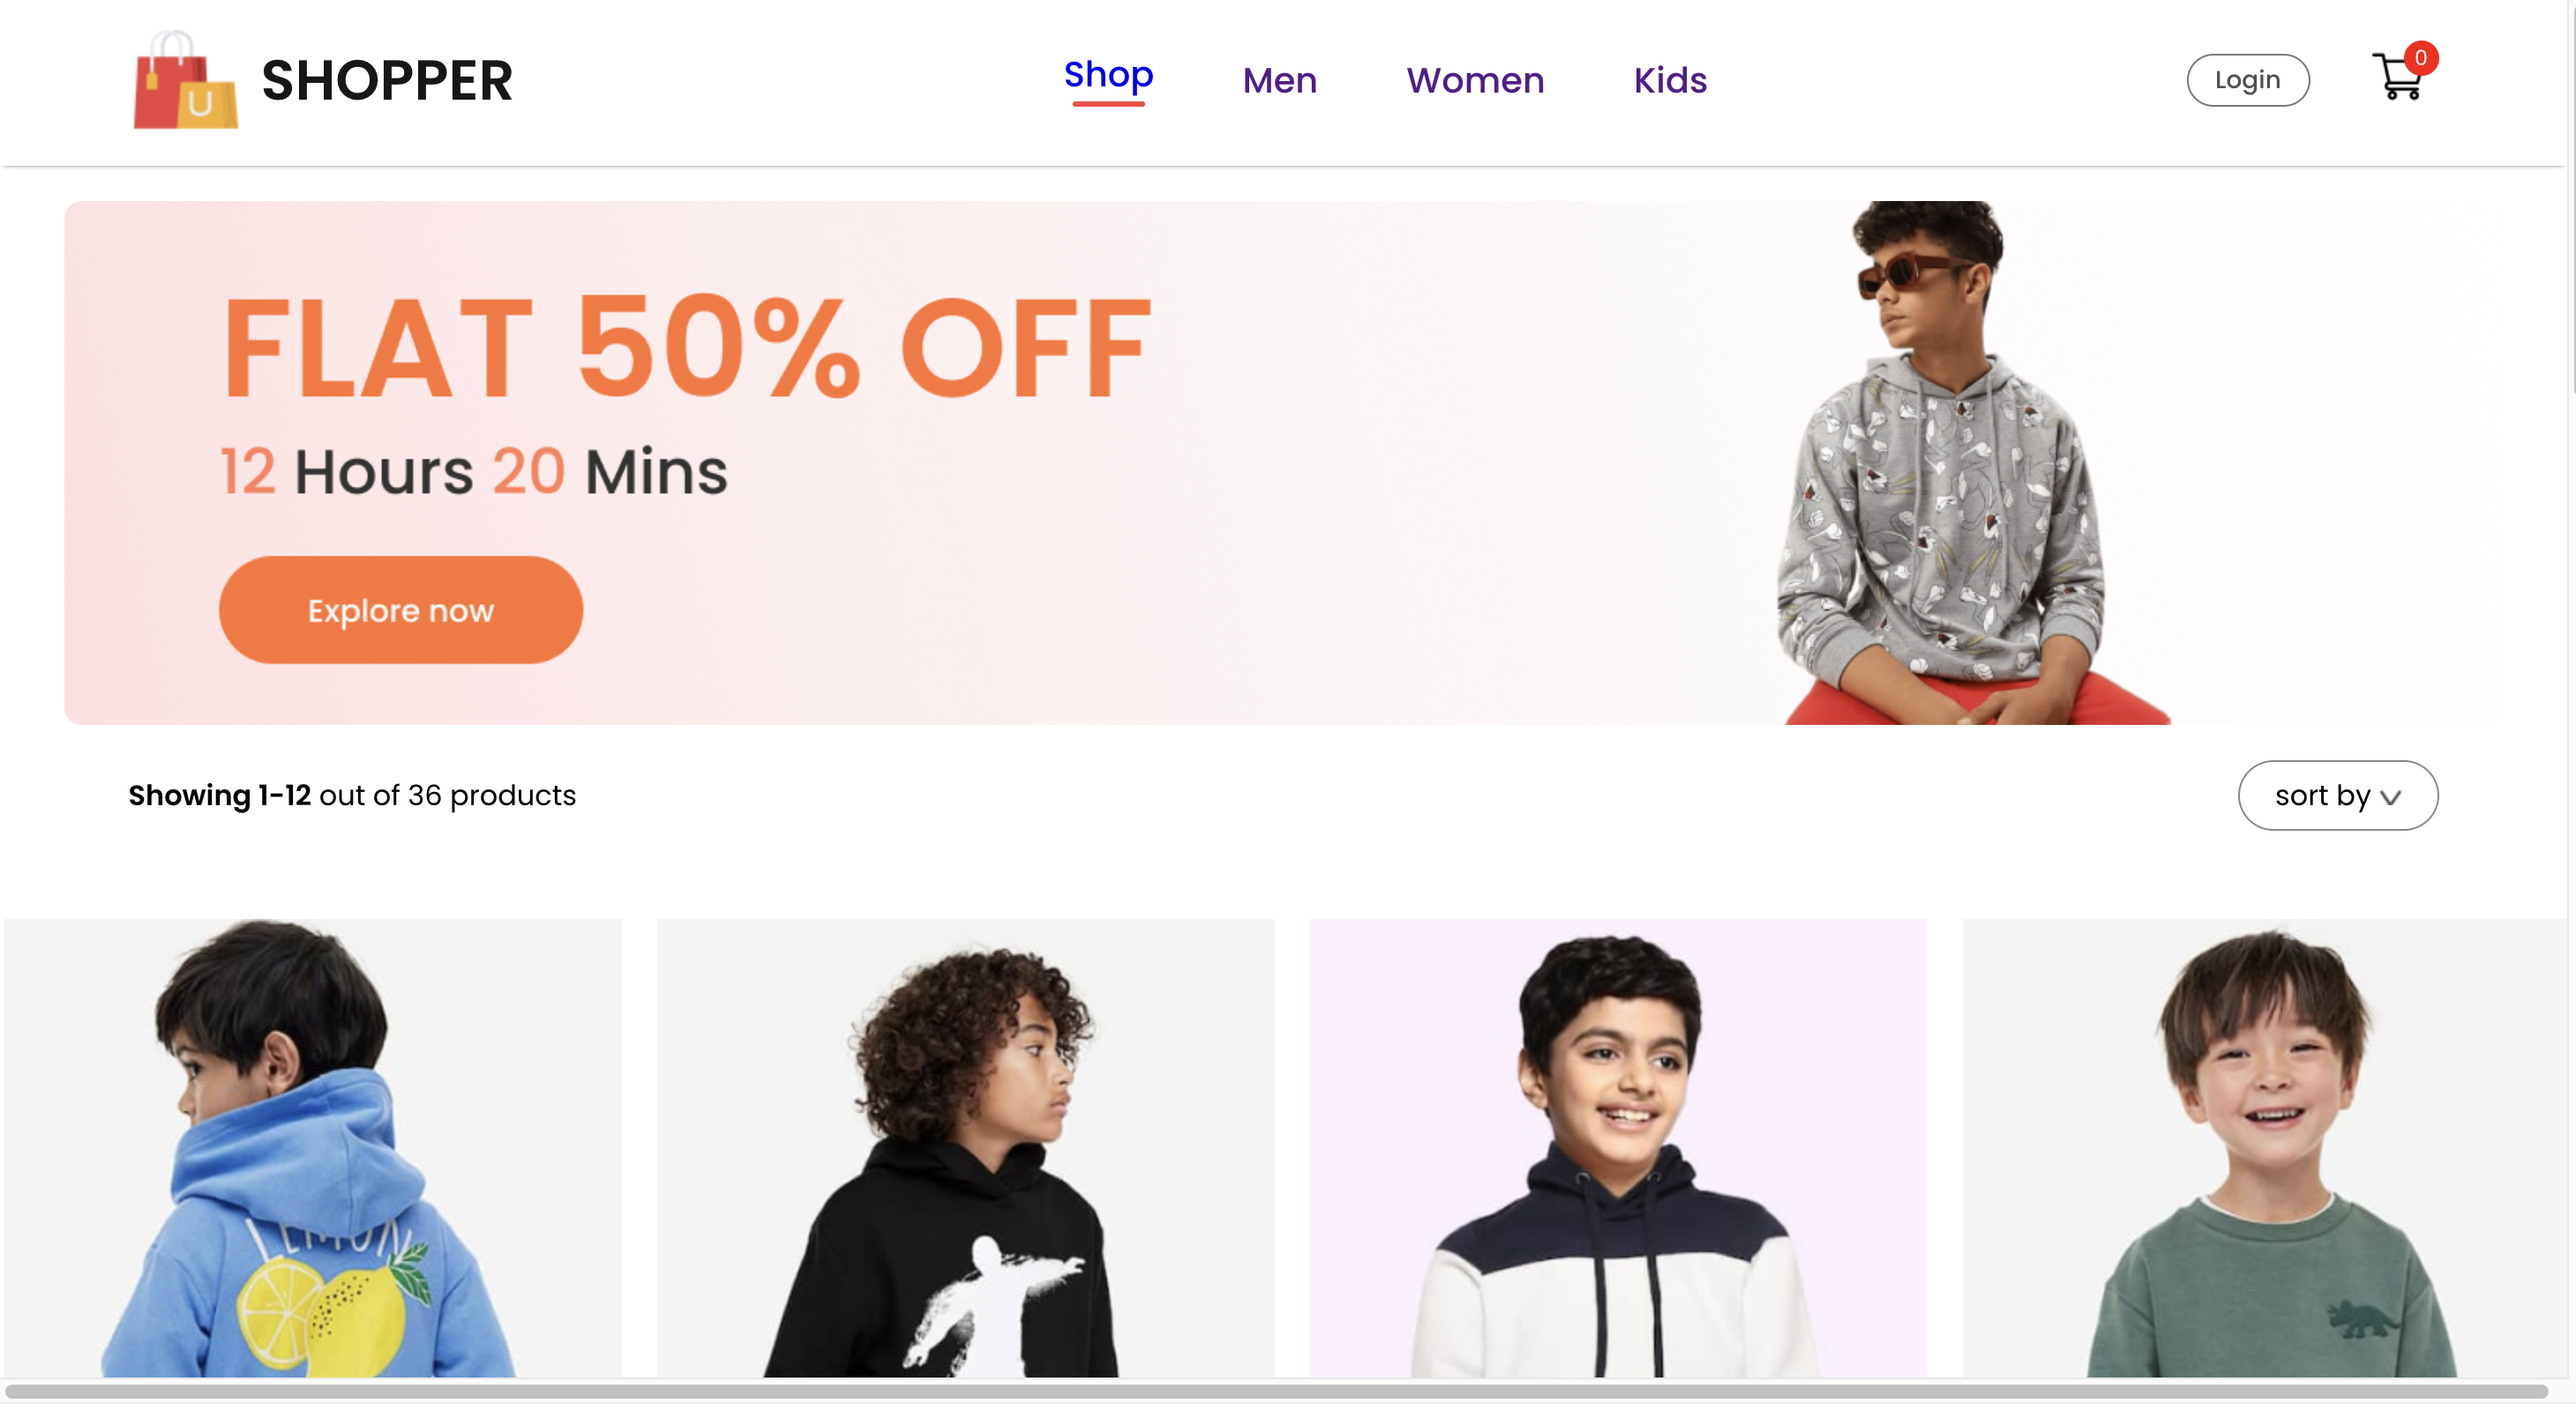 SHOPPER
Shop
Men
Women
Kids
Login
0
FLAT 50% OFF
12 Hours 20 Mins
Explore now
Showing 1-12 out of 36 products
sort by
LEMON